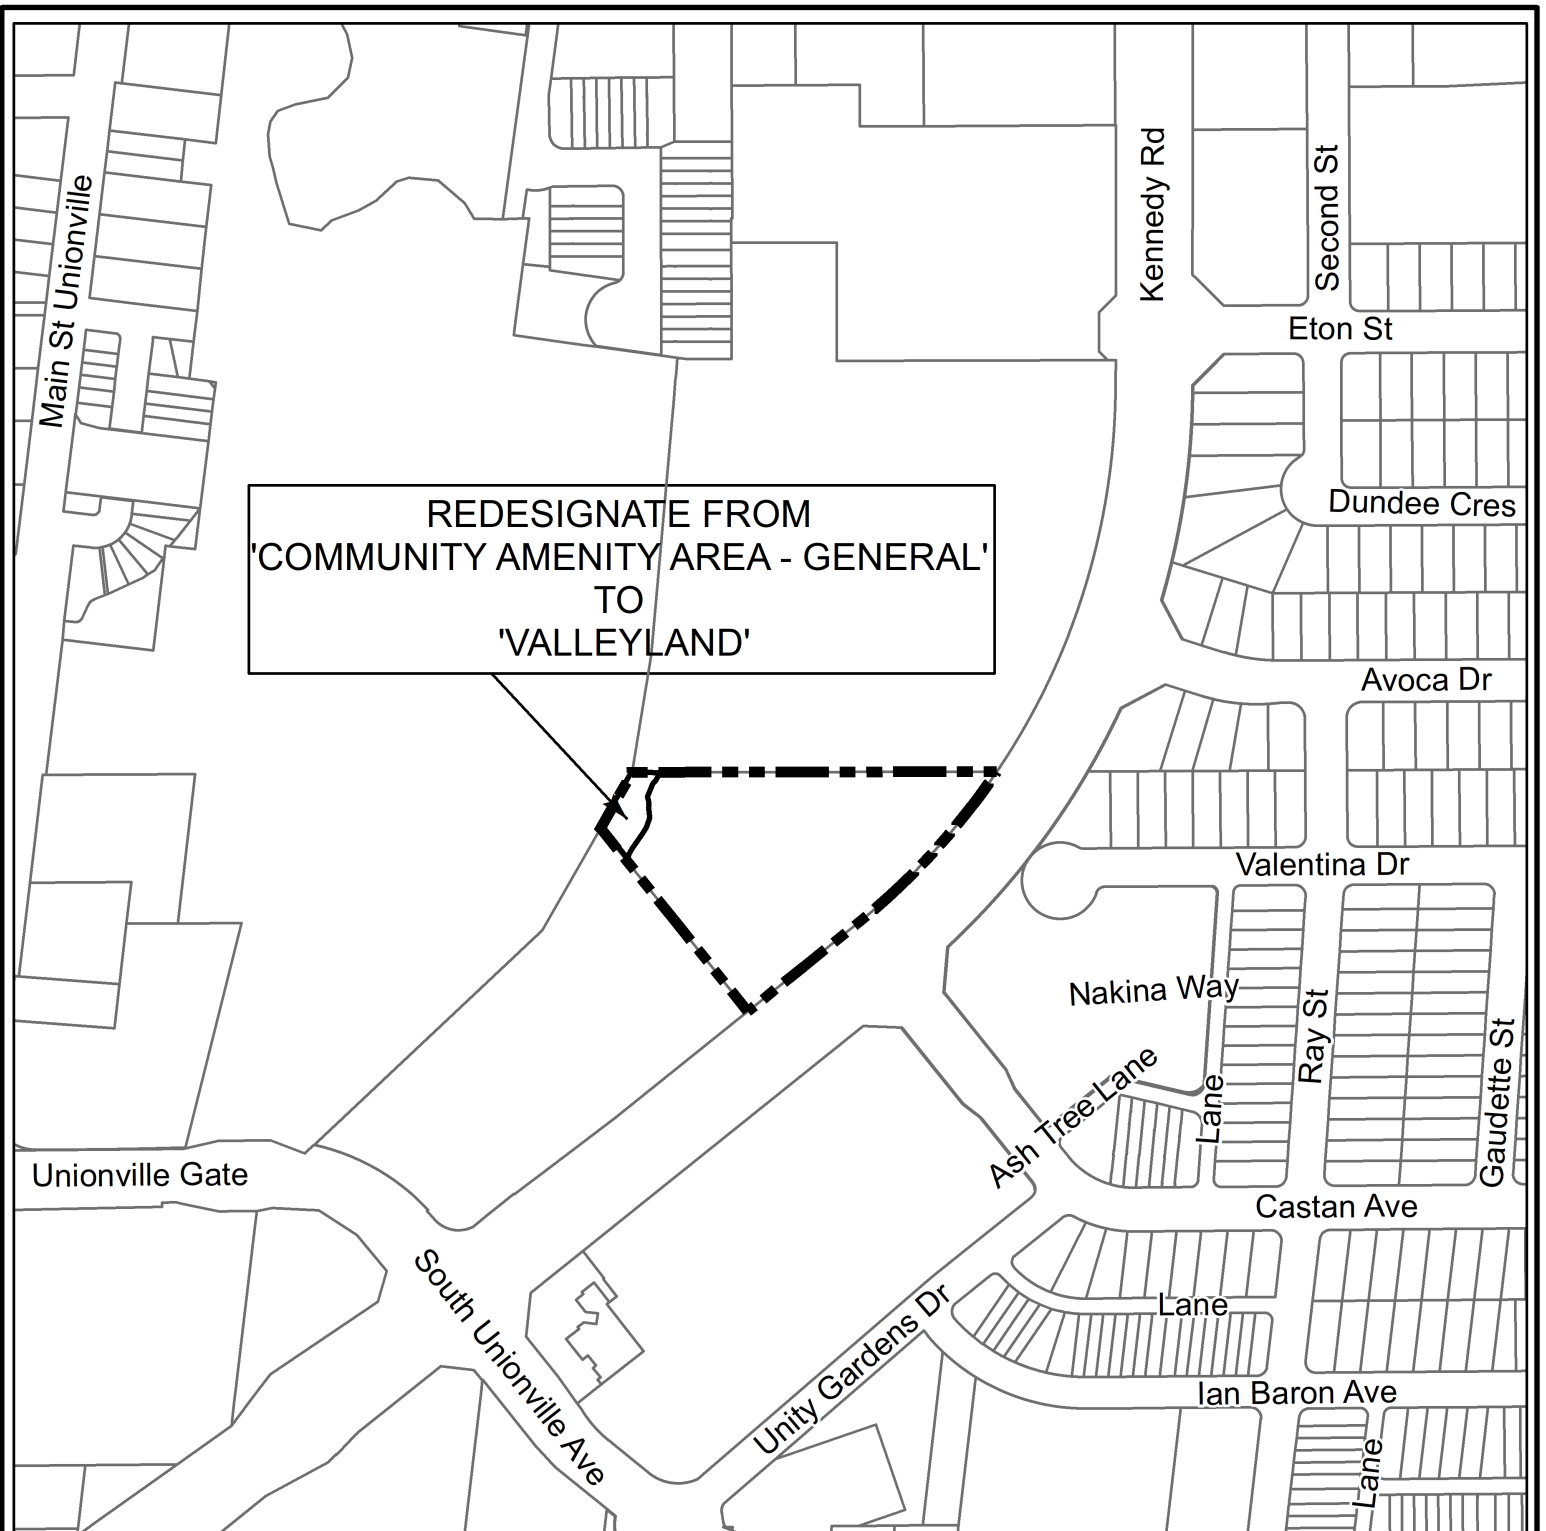 Kennedy Rd
Second St
Main St Unionville
Eton St
REDESIGNATE FROM
'COMMUNITY AMENITY AREA - GENERAL'
TO
'VALLEYLAND'
Dundee Cres
Avoca Dr
Valentina Dr
Nakina Way
Ray St
Gaudette St
Ash Tree Lane
Lane
Unionville Gate
Castan Ave
South Unionville Ave
Unity Gardens Dr
Lane
Ian Baron Ave
Lane